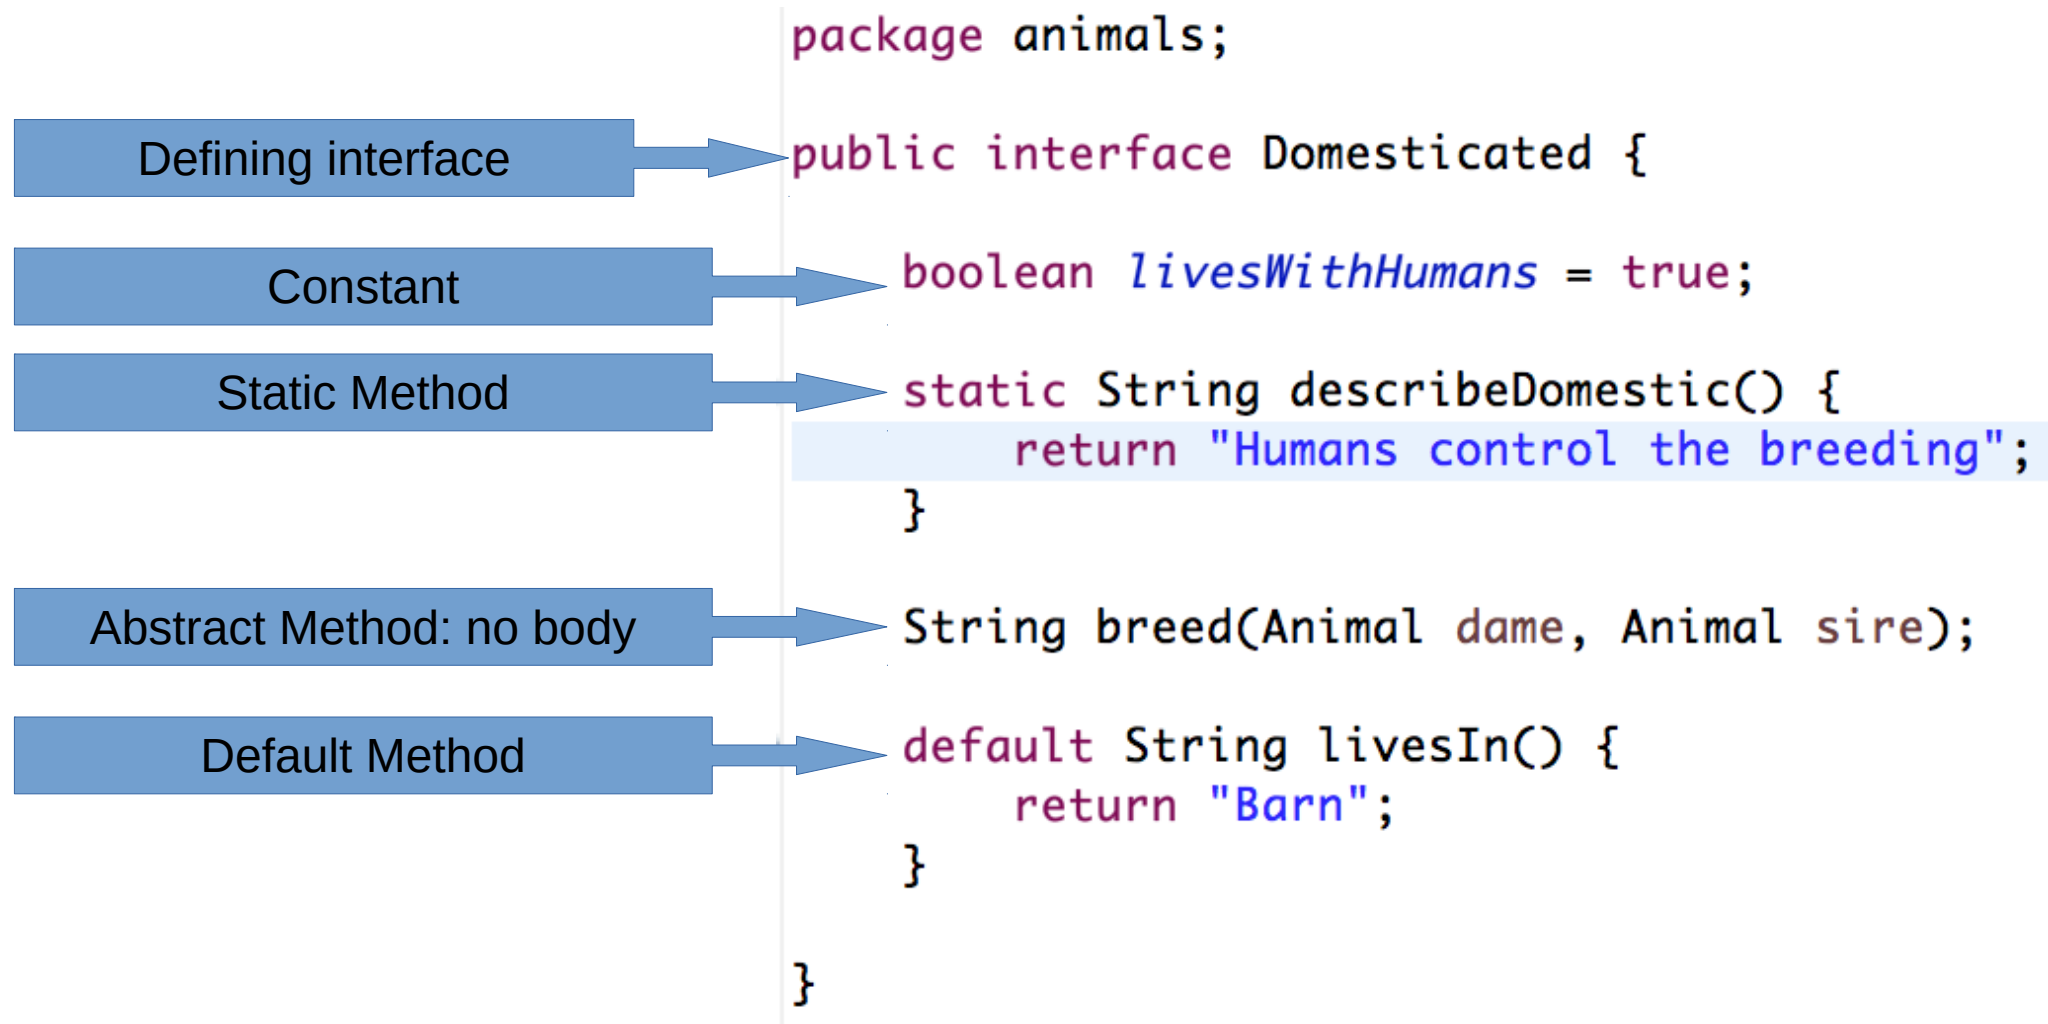 package animals;
Defining interface
public interface Domesticated {
Constant
boolean livesWithHumans = true;
Static Method
static String describeDomestic() {
return "Humans control the breeding";
}
Abstract Method: no body
String breed(Animal dame, Animal sire);
Default Method
default String livesIn() {
return "Barn";
}
}